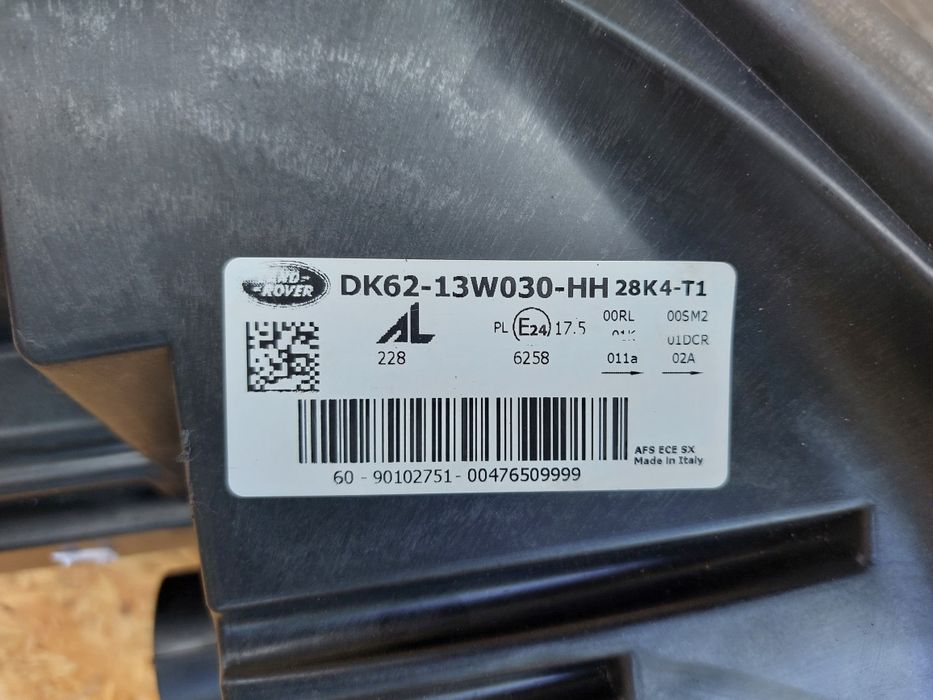 LAND-
-ROVER
DK62-13W030-HH 28K4-T1
AL
228
PL E24 17.5
6258
00RL 00SM2
01DCR
011a 02A
60 - 90102751 - 00476509999
AFS ECE SX
Made in Italy